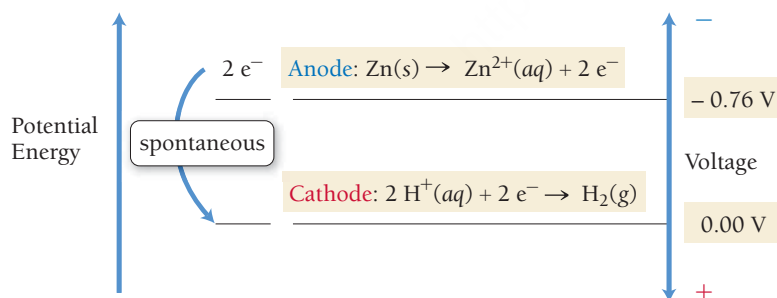 −
2 e⁻ Anode: Zn(s) → Zn²⁺(aq) + 2 e⁻
− 0.76 V
Potential
Energy
spontaneous
Voltage
Cathode: 2 H⁺(aq) + 2 e⁻ → H₂(g)
0.00 V
+